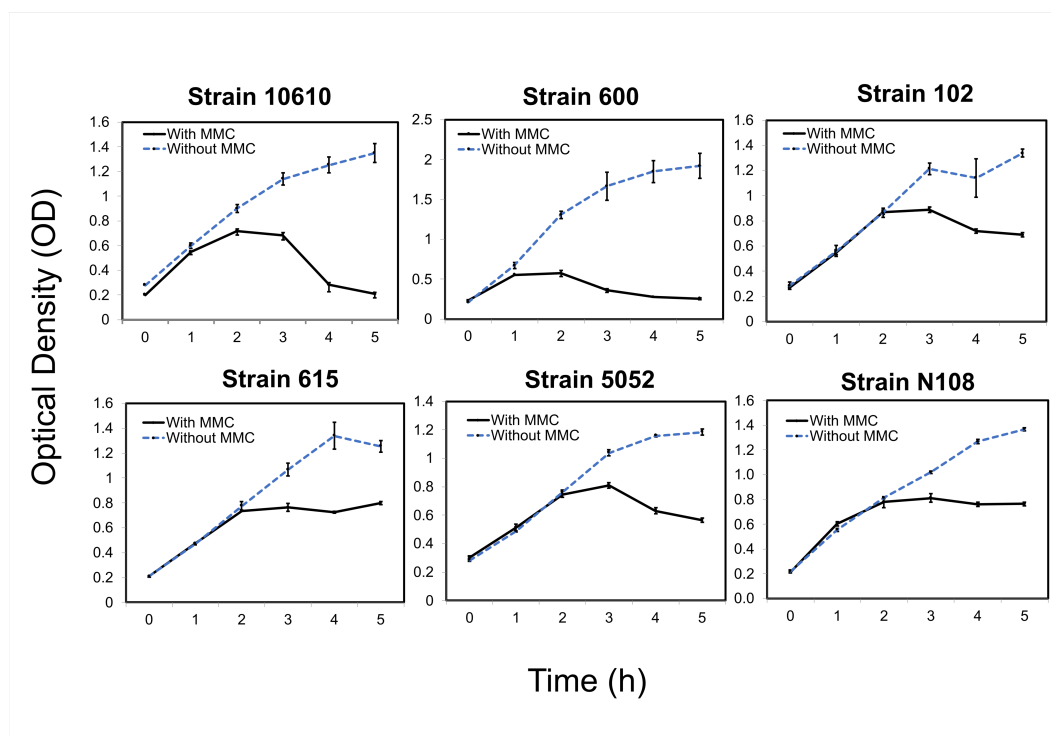 Optical Density (OD)
Strain 10610
With MMC
Without MMC
1.6
1.4
1.2
1
0.8
0.6
0.4
0.2
0
0 1 2 3 4 5
Strain 600
With MMC
Without MMC
2.5
2
1.5
1
0.5
0
0 1 2 3 4 5
Strain 102
With MMC
Without MMC
1.6
1.4
1.2
1
0.8
0.6
0.4
0.2
0
0 1 2 3 4 5
Strain 615
With MMC
Without MMC
1.6
1.4
1.2
1
0.8
0.6
0.4
0.2
0
0 1 2 3 4 5
Strain 5052
With MMC
Without MMC
1.4
1.2
1
0.8
0.6
0.4
0.2
0
0 1 2 3 4 5
Strain N108
With MMC
Without MMC
1.6
1.4
1.2
1.0
0.8
0.6
0.4
0.2
0.0
0 1 2 3 4 5
Time (h)